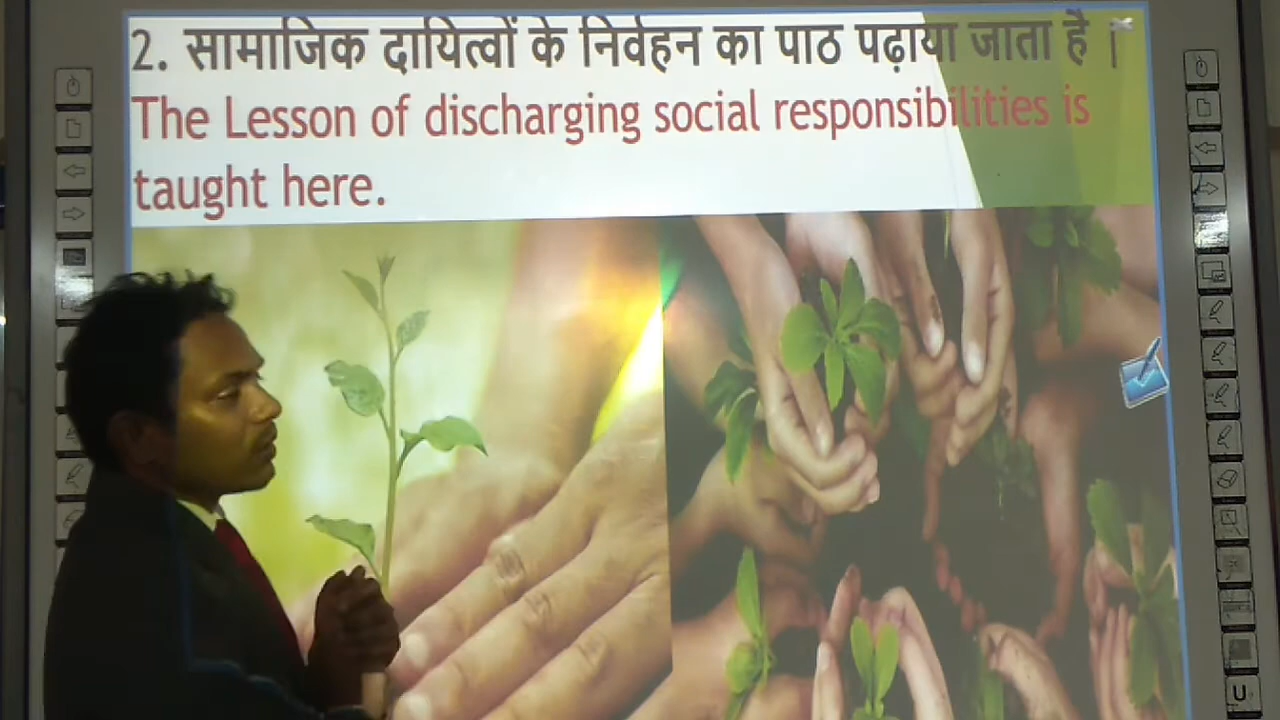 2. सामाजिक दायित्वों के निर्वहन का पाठ पढ़ाया जाता है ।
The Lesson of discharging social responsibilities is
taught here.
U